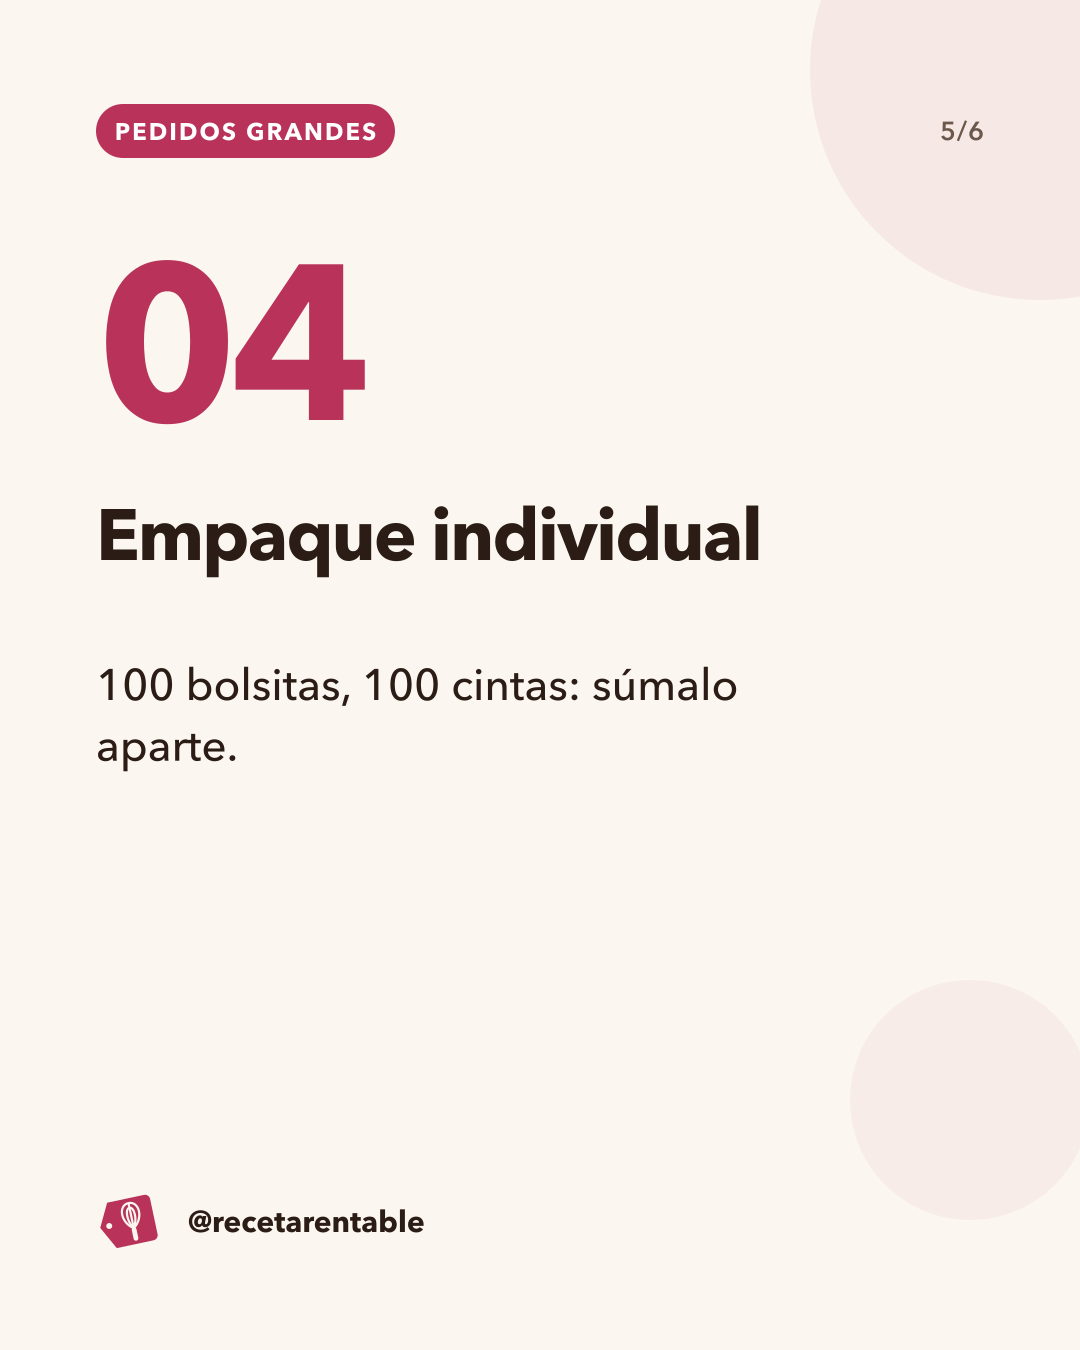 PEDIDOS GRANDES
5/6
04
Empaque individual
100 bolsitas, 100 cintas: súmalo
aparte.
@recetarentable